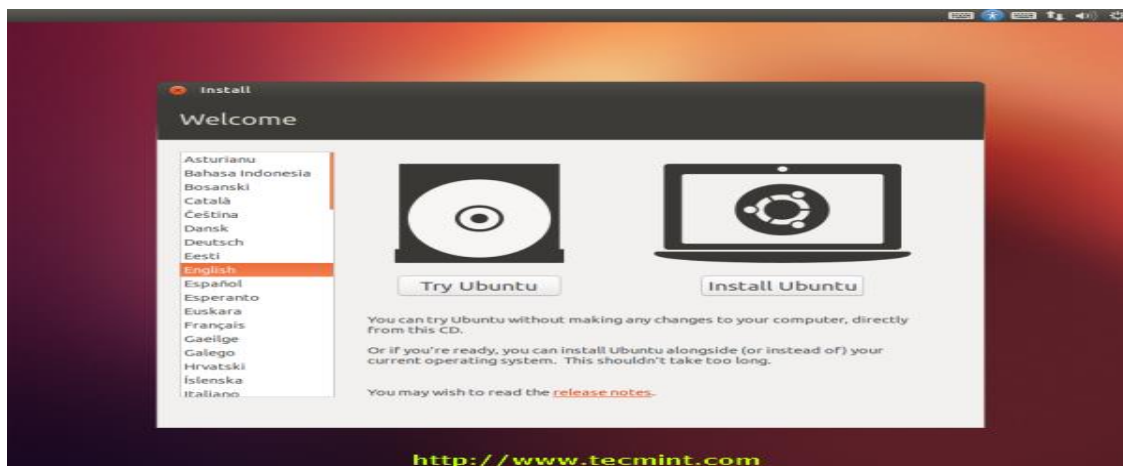 Install
Welcome
Asturianu
Bahasa Indonesia
Bosanski
Català
Čeština
Dansk
Deutsch
Eesti
English
Español
Esperanto
Euskara
Français
Gaeilge
Galego
Hrvatski
Íslenska
Italiano
Try Ubuntu
Install Ubuntu
You can try Ubuntu without making any changes to your computer, directly
from this CD.
Or if you're ready, you can install Ubuntu alongside (or instead of) your
current operating system. This shouldn't take too long.
You may wish to read the release notes.
http://www.tecmint.com